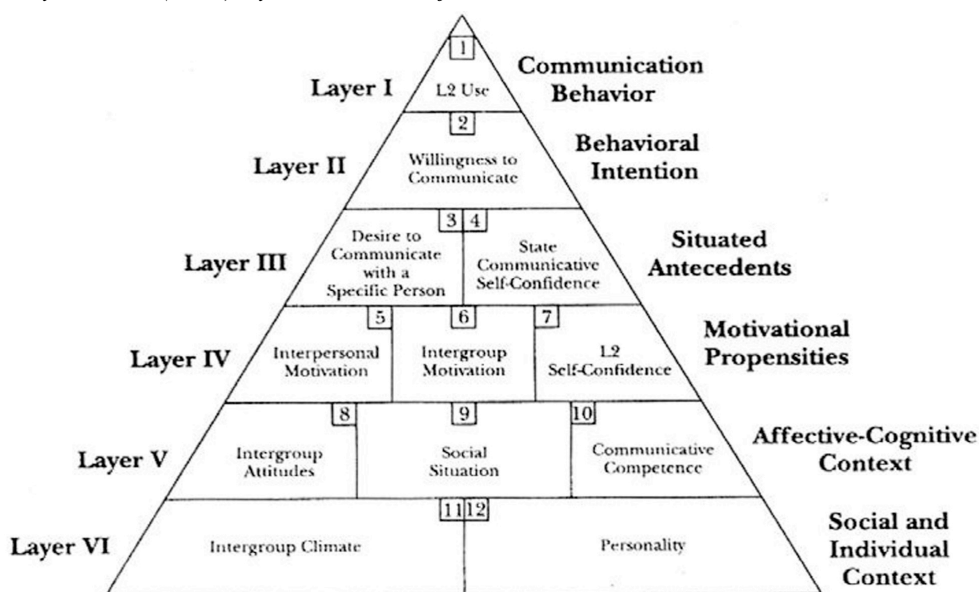 1
Layer I
L2 Use
Communication
Behavior
2
Layer II
Willingness to
Communicate
Behavioral
Intention
3 4
Layer III
Desire to
Communicate
with a
Specific Person
State
Communicative
Self-Confidence
Situated
Antecedents
5 6 7
Layer IV
Interpersonal
Motivation
Intergroup
Motivation
L2
Self-Confidence
Motivational
Propensities
8 9 10
Layer V
Intergroup
Attitudes
Social
Situation
Communicative
Competence
Affective-Cognitive
Context
11 12
Layer VI
Intergroup Climate
Personality
Social and
Individual
Context